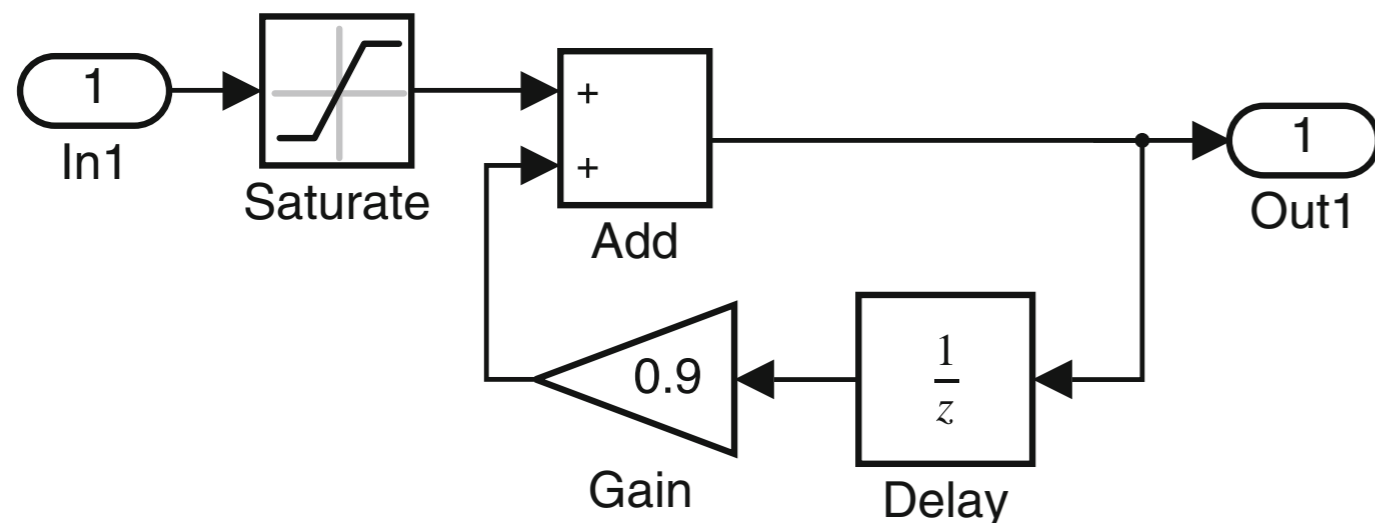 1
In1
Saturate
+
+
Add
1
Out1
0.9
Gain
1
z
Delay